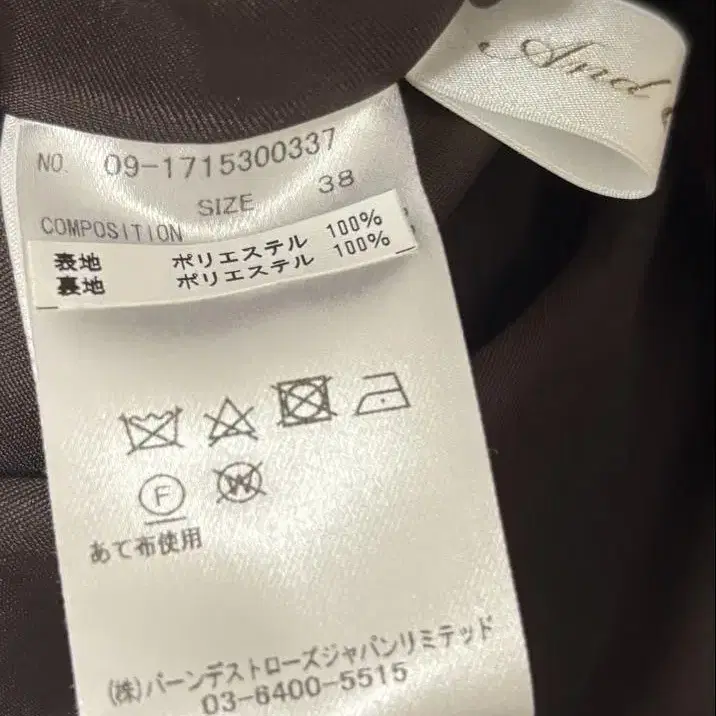 And
NO. 09-1715300337
SIZE 38
COMPOSITION
表地 ポリエステル 100%
裏地 ポリエステル 100%
F
W
あて布使用
(株)バーンデストローズジャパンリミテッド
03-6400-5515